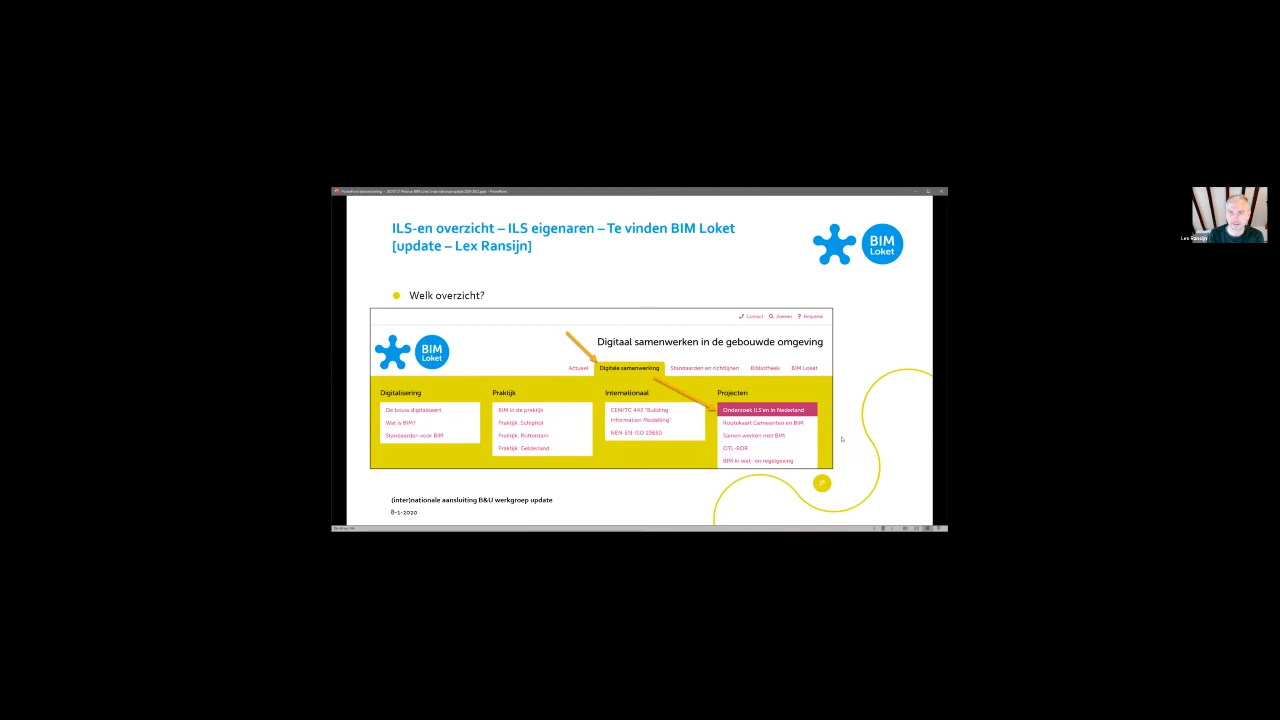 ILS-en overzicht – ILS eigenaren – Te vinden BIM Loket
[update – Lex Ransijn]
BIM
Loket
Welk overzicht?
Contact Zoeken Helpdesk
BIM
Loket
Digitaal samenwerken in de gebouwde omgeving
Actueel Digitale samenwerking Standaarden en richtlijnen Bibliotheek BIM Loket
Digitalisering
De bouw digitaliseert
Wat is BIM?
Standaarden voor BIM
Praktijk
BIM in de praktijk
Praktijk: Schiphol
Praktijk: Rotterdam
Praktijk: Gelderland
Internationaal
CEN/TC 442 "Building
Information Modelling"
NEN-EN-ISO 19650
Projecten
Onderzoek ILS'en in Nederland
Routekaart Gemeenten en BIM
Samen werken met BIM
CITL-BOR
BIM in wet- en regelgeving
(inter)nationale aansluiting B&U werkgroep update
8-1-2020
Lex Ransijn